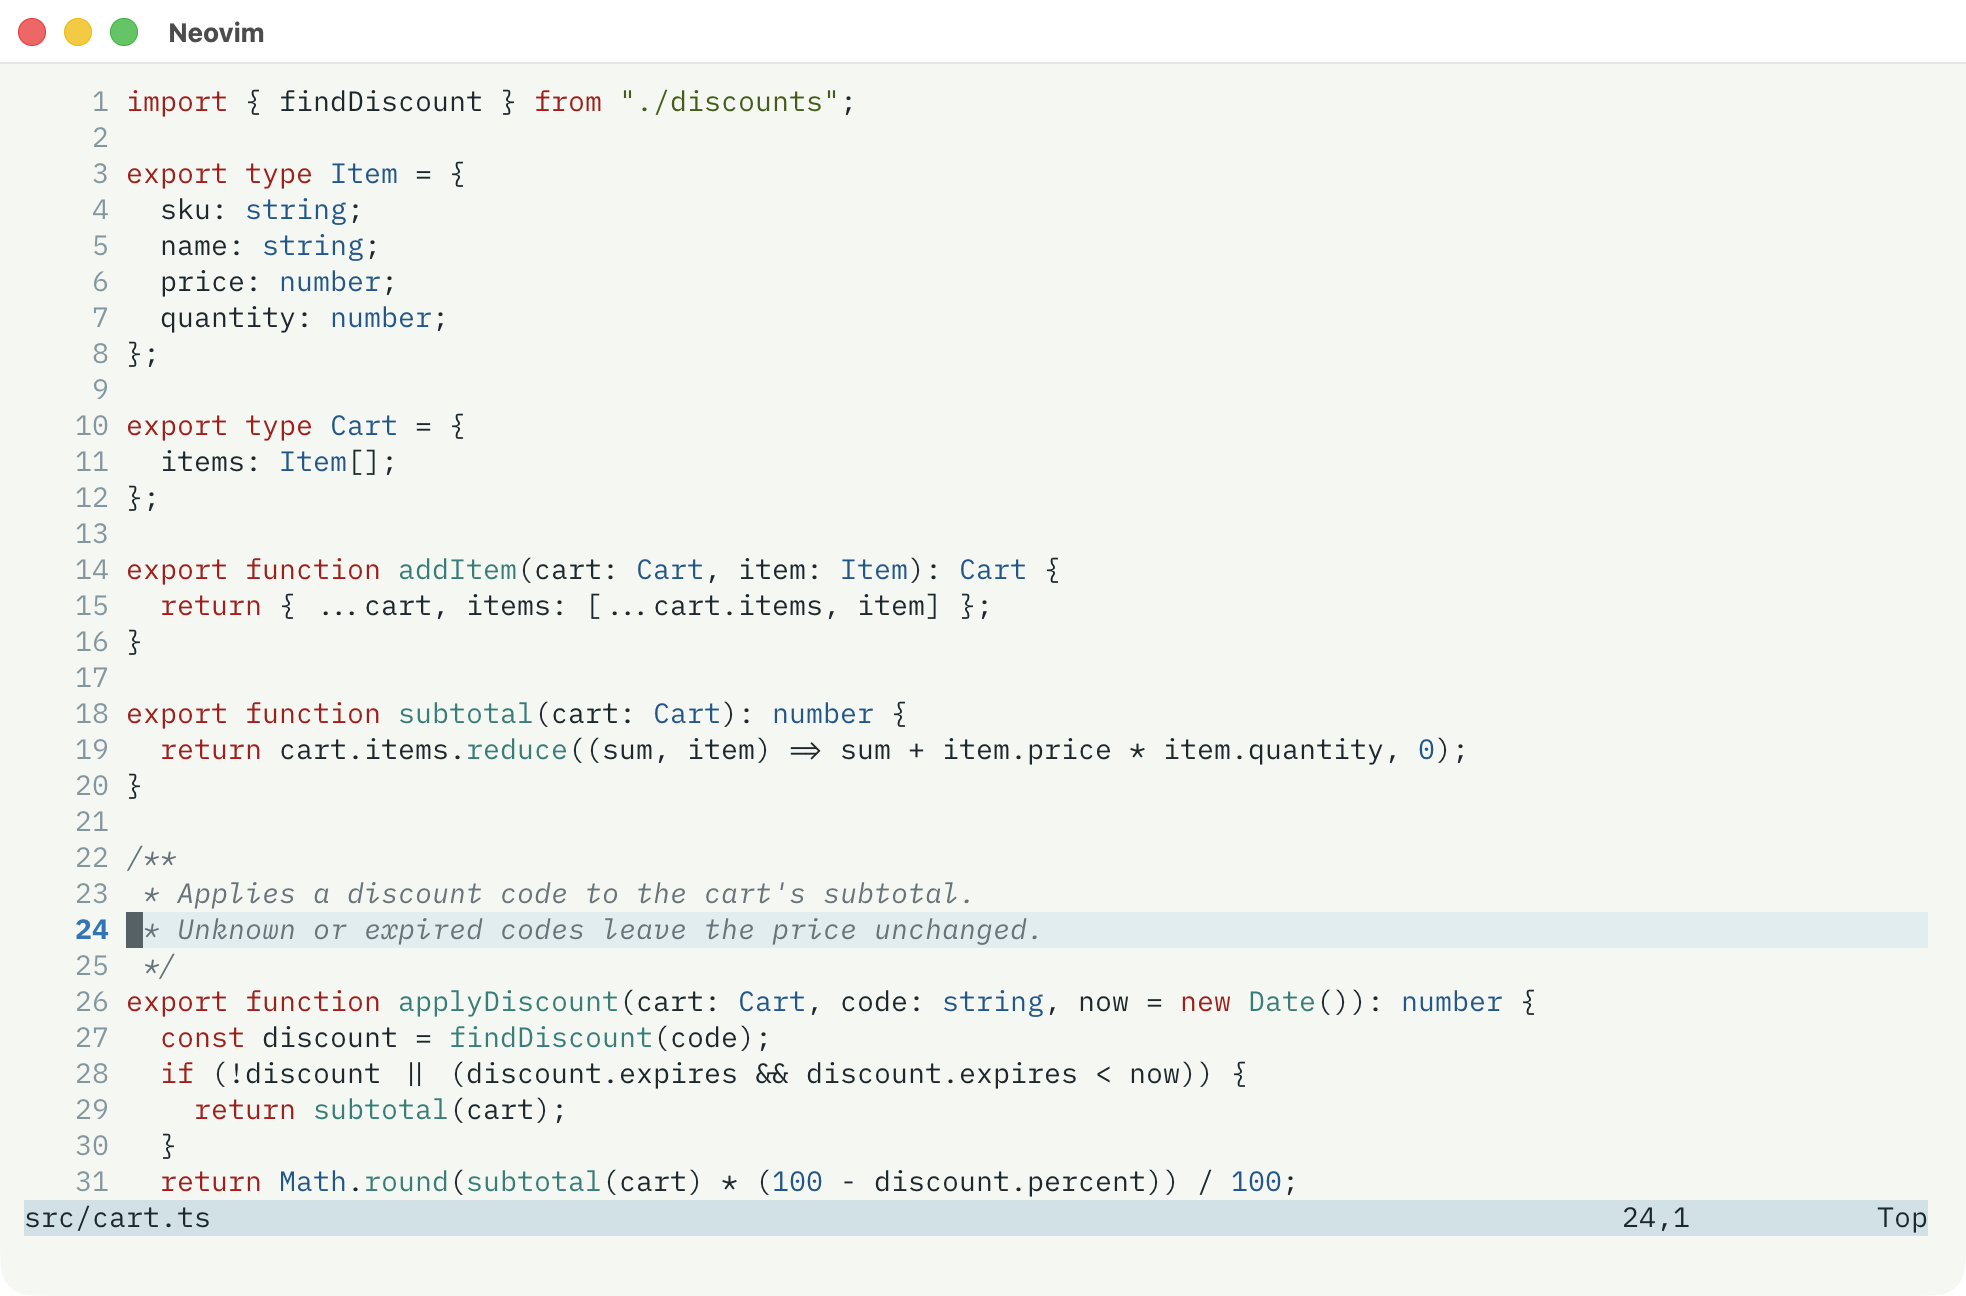 Neovim
1 import { findDiscount } from "./discounts";
2
3 export type Item = {
4   sku: string;
5   name: string;
6   price: number;
7   quantity: number;
8 };
9
10 export type Cart = {
11   items: Item[];
12 };
13
14 export function addItem(cart: Cart, item: Item): Cart {
15   return { ...cart, items: [...cart.items, item] };
16 }
17
18 export function subtotal(cart: Cart): number {
19   return cart.items.reduce((sum, item) => sum + item.price * item.quantity, 0);
20 }
21
22 /**
23  * Applies a discount code to the cart's subtotal.
24  * Unknown or expired codes leave the price unchanged.
25  */
26 export function applyDiscount(cart: Cart, code: string, now = new Date()): number {
27   const discount = findDiscount(code);
28   if (!discount || (discount.expires && discount.expires < now)) {
29     return subtotal(cart);
30   }
31   return Math.round(subtotal(cart) * (100 - discount.percent)) / 100;
src/cart.ts 24,1 Top